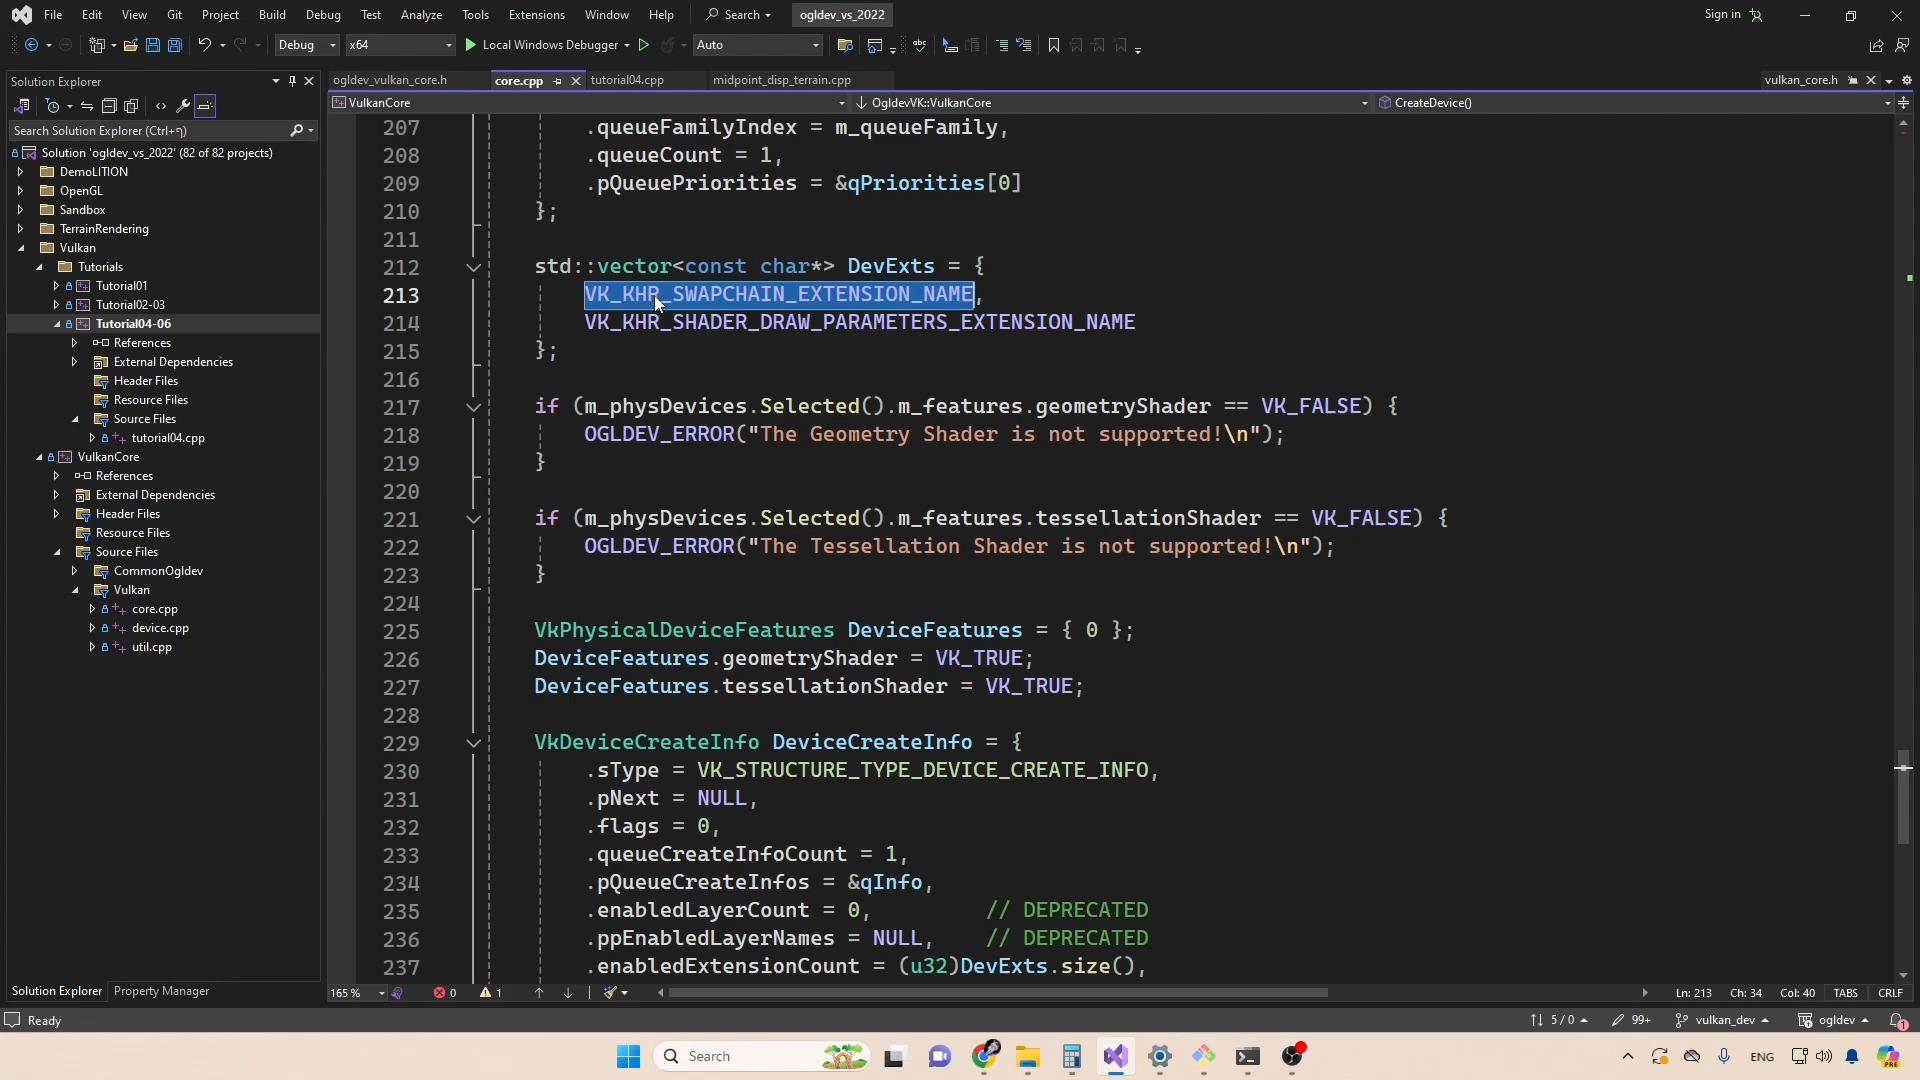 File Edit View Git Project Build Debug Test Analyze Tools Extensions Window Help Search ogldev_vs_2022 Sign in
Debug x64 Local Windows Debugger Auto
Solution Explorer
Search Solution Explorer (Ctrl+ף)
Solution 'ogldev_vs_2022' (82 of 82 projects)
DemoLITION
OpenGL
Sandbox
TerrainRendering
Vulkan
Tutorials
Tutorial01
Tutorial02-03
Tutorial04-06
References
External Dependencies
Header Files
Resource Files
Source Files
tutorial04.cpp
VulkanCore
References
External Dependencies
Header Files
Resource Files
Source Files
CommonOgldev
Vulkan
core.cpp
device.cpp
util.cpp
Solution Explorer Property Manager
ogldev_vulkan_core.h core.cpp tutorial04.cpp midpoint_disp_terrain.cpp vulkan_core.h
VulkanCore OgldevVK::VulkanCore CreateDevice()
207 .queueFamilyIndex = m_queueFamily,
208 .queueCount = 1,
209 .pQueuePriorities = &qPriorities[0]
210 };
211
212 std::vector<const char*> DevExts = {
213 VK_KHR_SWAPCHAIN_EXTENSION_NAME,
214 VK_KHR_SHADER_DRAW_PARAMETERS_EXTENSION_NAME
215 };
216
217 if (m_physDevices.Selected().m_features.geometryShader == VK_FALSE) {
218 OGLDEV_ERROR("The Geometry Shader is not supported!\n");
219 }
220
221 if (m_physDevices.Selected().m_features.tessellationShader == VK_FALSE) {
222 OGLDEV_ERROR("The Tessellation Shader is not supported!\n");
223 }
224
225 VkPhysicalDeviceFeatures DeviceFeatures = { 0 };
226 DeviceFeatures.geometryShader = VK_TRUE;
227 DeviceFeatures.tessellationShader = VK_TRUE;
228
229 VkDeviceCreateInfo DeviceCreateInfo = {
230 .sType = VK_STRUCTURE_TYPE_DEVICE_CREATE_INFO,
231 .pNext = NULL,
232 .flags = 0,
233 .queueCreateInfoCount = 1,
234 .pQueueCreateInfos = &qInfo,
235 .enabledLayerCount = 0, // DEPRECATED
236 .ppEnabledLayerNames = NULL, // DEPRECATED
237 .enabledExtensionCount = (u32)DevExts.size(),
165 % 0 1 Ln: 213 Ch: 34 Col: 40 TABS CRLF
Ready 5 / 0 99+ vulkan_dev ogldev 1
Search ENG PRE